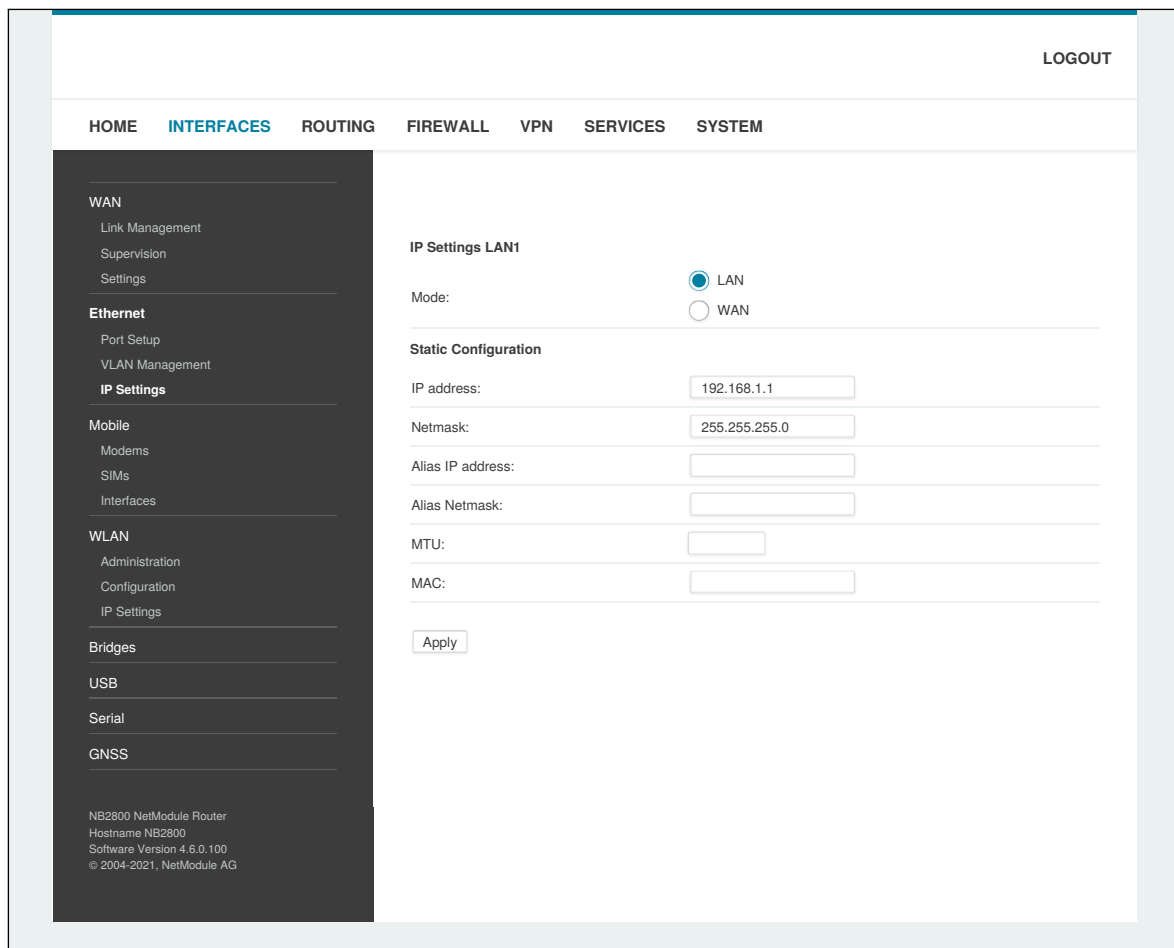 LOGOUT
HOME INTERFACES ROUTING FIREWALL VPN SERVICES SYSTEM
WAN
Link Management
Supervision
Settings
Ethernet
Port Setup
VLAN Management
IP Settings
Mobile
Modems
SIMs
Interfaces
WLAN
Administration
Configuration
IP Settings
Bridges
USB
Serial
GNSS
NB2800 NetModule Router
Hostname NB2800
Software Version 4.6.0.100
© 2004-2021, NetModule AG
IP Settings LAN1
Mode:
LAN
WAN
Static Configuration
IP address: 192.168.1.1
Netmask: 255.255.255.0
Alias IP address:
Alias Netmask:
MTU:
MAC:
Apply